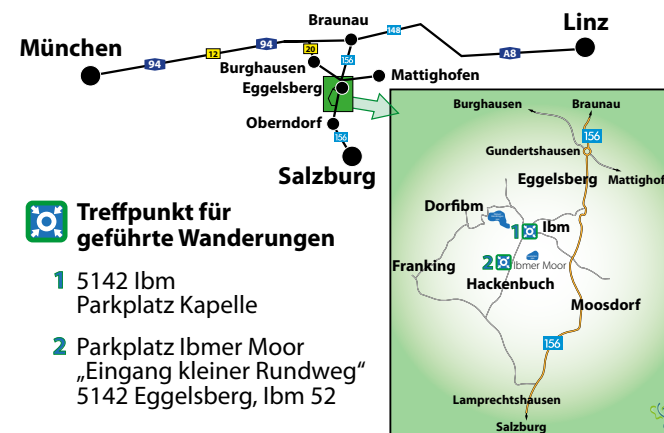 Braunau
Linz
148
München
94
20
A8
12
156
94
Burghausen
Mattighofen
Eggelsberg
Oberndorf
156
Salzburg
Burghausen
Braunau
156
Gundertshausen
Eggelsberg
Mattighof
Dorfibm
1
Ibm
2
Ibmer Moor
Franking
Hackenbuch
Moosdorf
156
Lamprechtshausen
Salzburg
Treffpunkt für
geführte Wanderungen
1 5142 Ibm
Parkplatz Kapelle
2 Parkplatz Ibmer Moor
„Eingang kleiner Rundweg“
5142 Eggelsberg, Ibm 52